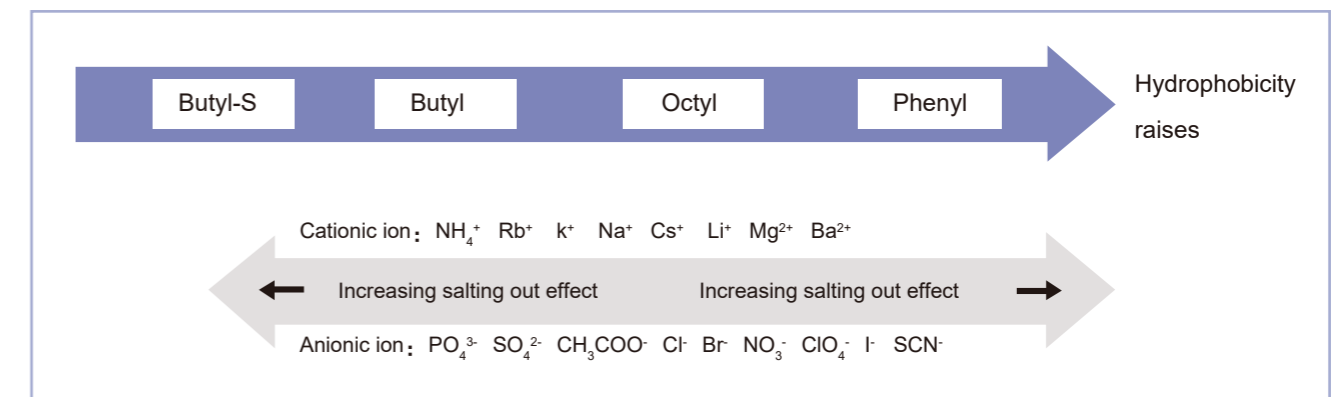 Butyl-S Butyl Octyl Phenyl
Hydrophobicity
raises
Cationic ion: NH₄⁺ Rb⁺ k⁺ Na⁺ Cs⁺ Li⁺ Mg²⁺ Ba²⁺
Increasing salting out effect Increasing salting out effect
Anionic ion: PO₄³⁻ SO₄²⁻ CH₃COO⁻ Cl⁻ Br⁻ NO₃⁻ ClO₄⁻ I⁻ SCN⁻